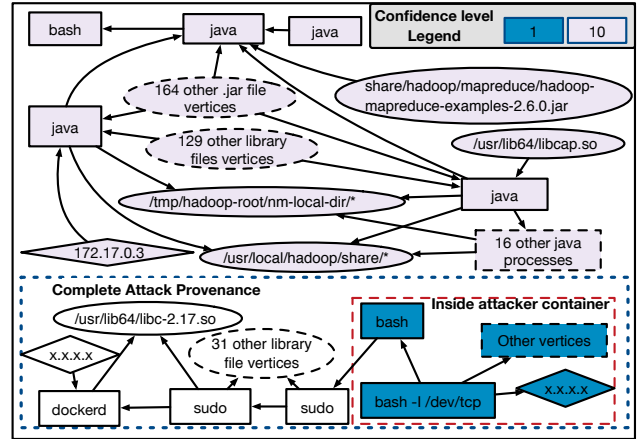 Confidence level
Legend
1
10
bash
java
java
164 other .jar file
vertices
share/hadoop/mapreduce/hadoop-
mapreduce-examples-2.6.0.jar
java
129 other library
files vertices
/usr/lib64/libcap.so
java
/tmp/hadoop-root/nm-local-dir/*
172.17.0.3
/usr/local/hadoop/share/*
16 other java
processes
Complete Attack Provenance
Inside attacker container
/usr/lib64/libc-2.17.so
bash
31 other library
file vertices
Other vertices
x.x.x.x
dockerd
sudo
sudo
bash -I /dev/tcp
x.x.x.x